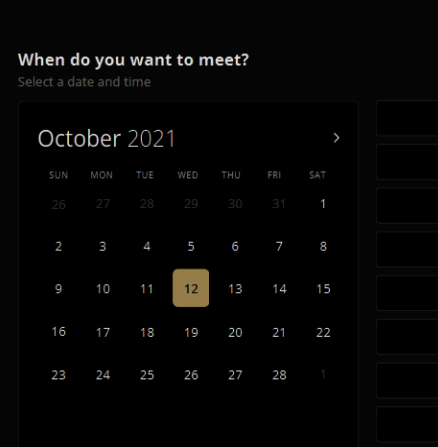 When do you want to meet?
Select a date and time
October 2021
SUN MON TUE WED THU FRI SAT
26 27 28 29 30 31 1
2 3 4 5 6 7 8
9 10 11 12 13 14 15
16 17 18 19 20 21 22
23 24 25 26 27 28 1